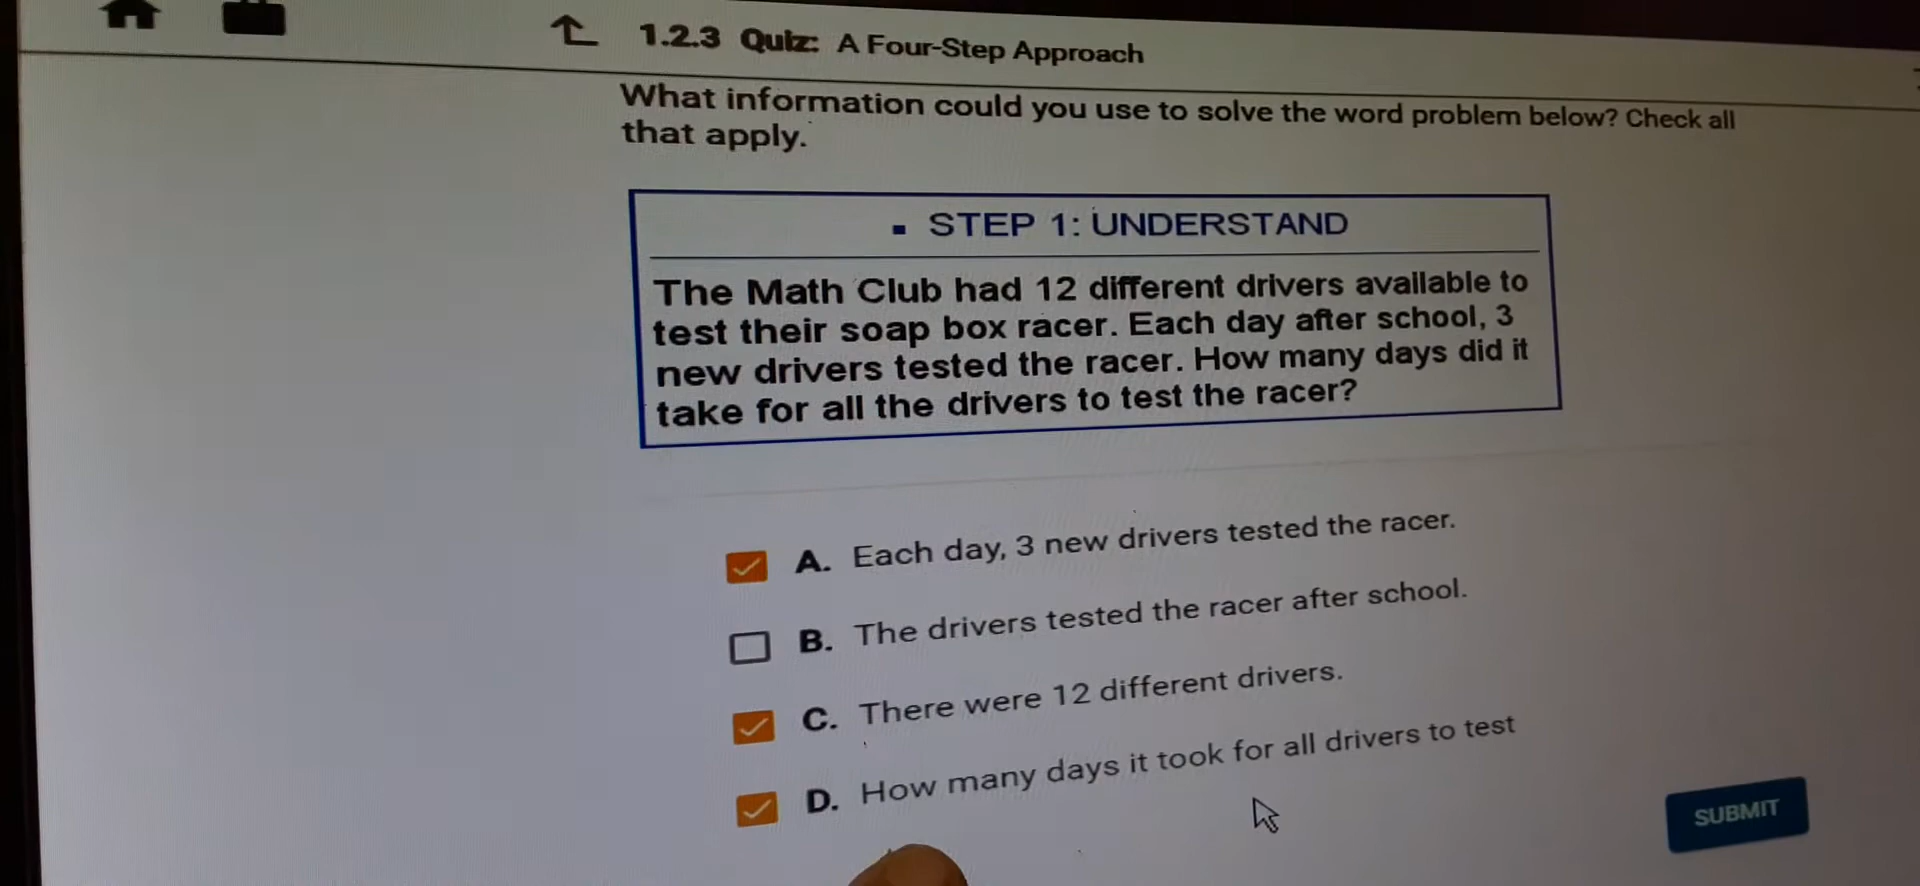 1.2.3 Quiz: A Four-Step Approach
What information could you use to solve the word problem below? Check all
that apply.
▪ STEP 1: UNDERSTAND
The Math Club had 12 different drivers available to
test their soap box racer. Each day after school, 3
new drivers tested the racer. How many days did it
take for all the drivers to test the racer?
A. Each day, 3 new drivers tested the racer.
B. The drivers tested the racer after school.
C. There were 12 different drivers.
D. How many days it took for all drivers to test
SUBMIT